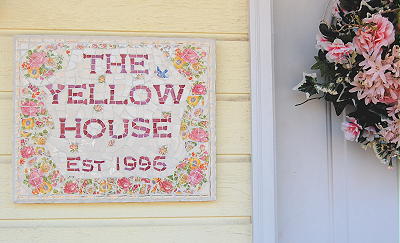 THE
YELLOW
HOUSE
EST 1996